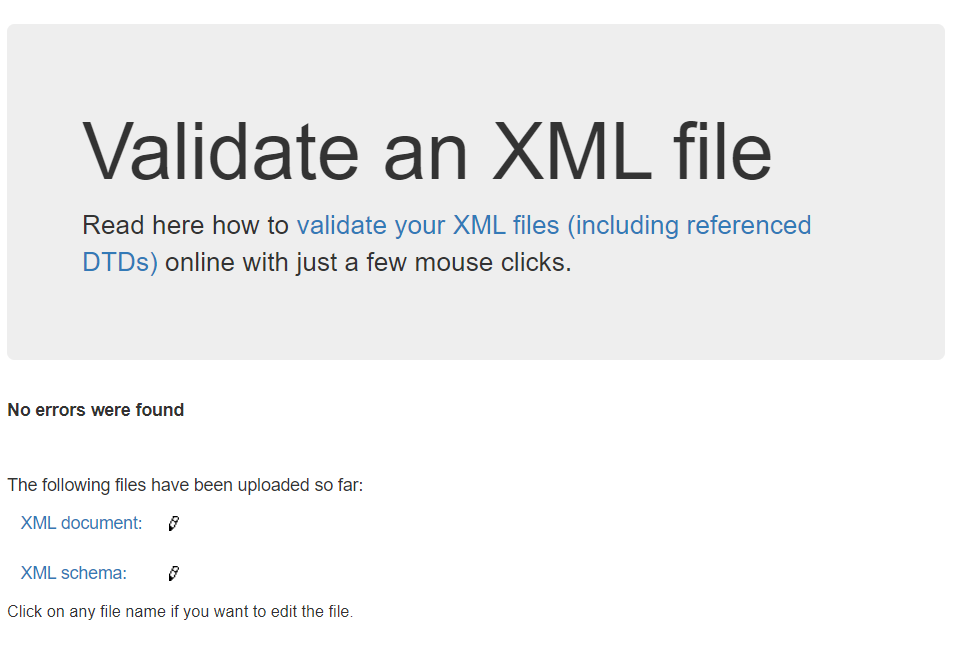 Validate an XML file
Read here how to validate your XML files (including referenced
DTDs) online with just a few mouse clicks.
No errors were found
The following files have been uploaded so far:
XML document:
XML schema:
Click on any file name if you want to edit the file.